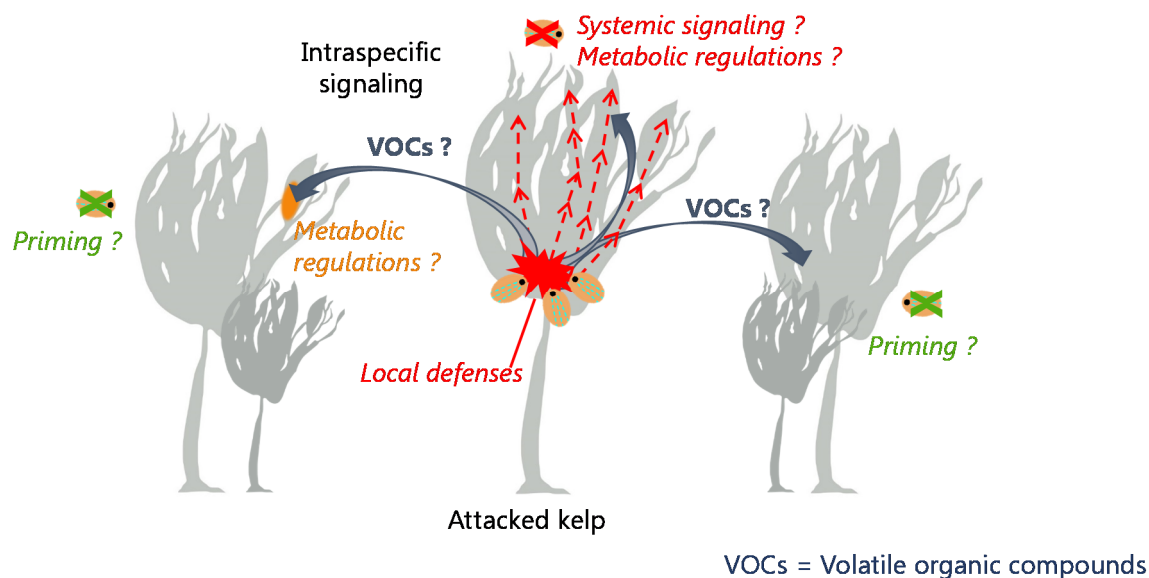 Systemic signaling ?
Metabolic regulations ?
Intraspecific
signaling
VOCs ?
VOCs ?
Priming ?
Metabolic
regulations ?
Priming ?
Local defenses
Attacked kelp
VOCs = Volatile organic compounds